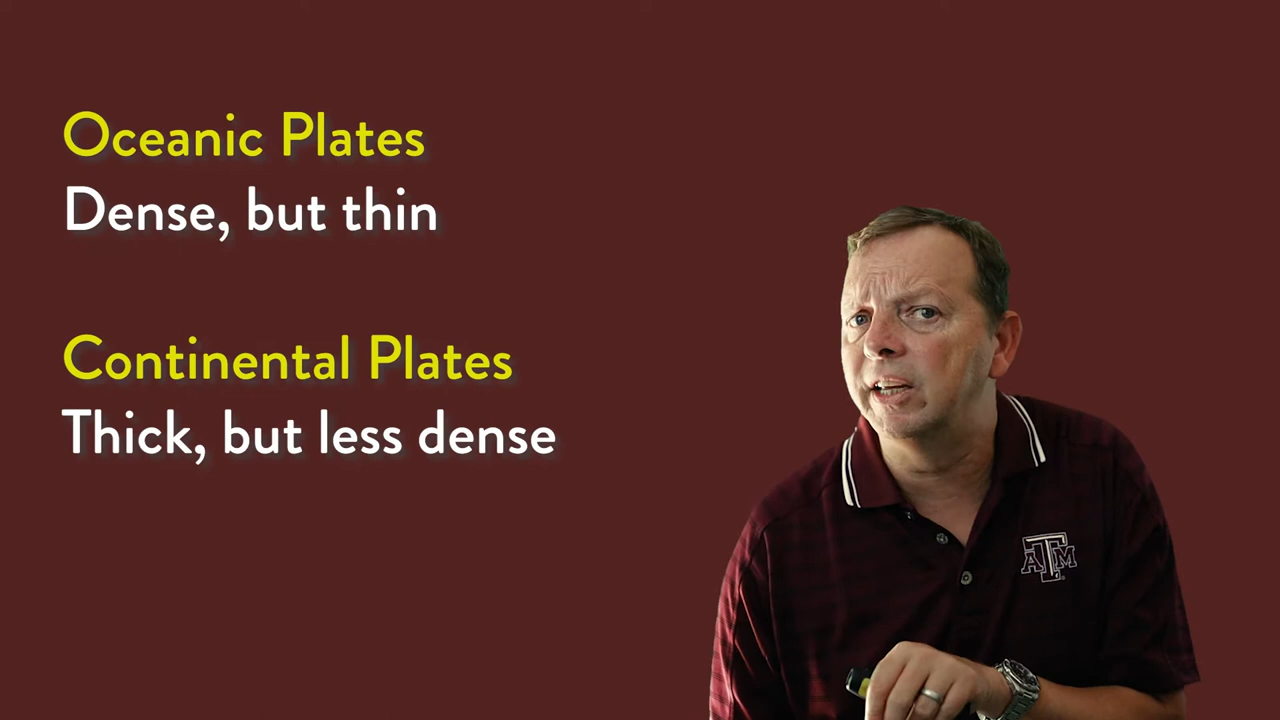 Oceanic Plates
Dense, but thin
Continental Plates
Thick, but less dense
ATM